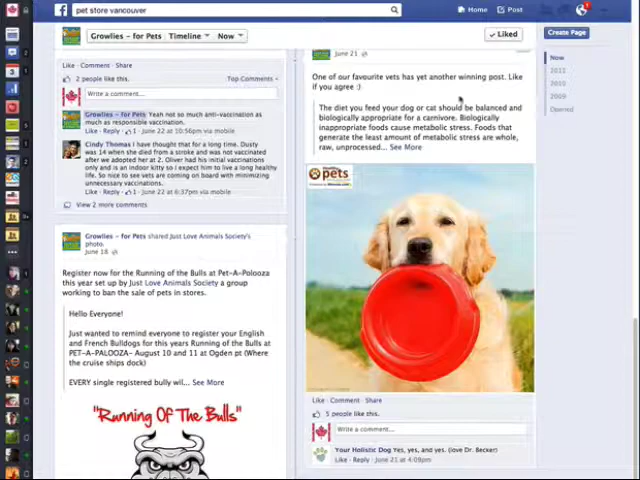 pet store vancouver
Home
Post
Growlies - for Pets
Timeline
Now
Liked
Create Page
Now
2011
2010
2009
Opened
Like · Comment · Share
2 people like this.
Top Comments
Write a comment...
Growlies - for Pets Yeah not so much anti-vaccination as
much as responsible vaccination.
Like · Reply · 1 · June 22 at 10:56pm via mobile
Cindy Thomas I have thought that for a long time. Dusty
was 14 when she died from a stroke and was not vaccinated
after we adopted her at 2. Oliver had his initial vaccinations
only and is an indoor kitty so I expect my to live a long healthy
life. So nice to see vets are coming on board with minimizing
unnecessary vaccinations.
Like · Reply · 1 · June 22 at 6:37pm via mobile
View 2 more comments
Growlies - for Pets shared Just Love Animals Society's
photo.
June 18
Register now for the Running of the Bulls at Pet-A-Palooza
this year set up by Just Love Animals Society a group
working to ban the sale of pets in stores.
Hello Everyone!
Just wanted to remind everyone to register your English
and French Bulldogs for this years Running of the Bulls at
PET-A-PALOOZA- August 10 and 11 at Ogden pt (Where
the cruise ships dock)
EVERY single registered bully wil... See More
"Running Of The Bulls"
June 21
One of our favourite vets has yet another winning post. Like
if you agree :)
The diet you feed your dog or cat should be balanced and
biologically appropriate for a carnivore. Biologically
inappropriate foods cause metabolic stress. Foods that
generate the least amount of metabolic stress are whole,
raw, unprocessed... See More
pets
Like · Comment · Share
5 people like this.
Write a comment...
Your Holistic Dog Yes, yes, and yes. (love Dr. Becker)
Like · Reply · June 21 at 4:09pm